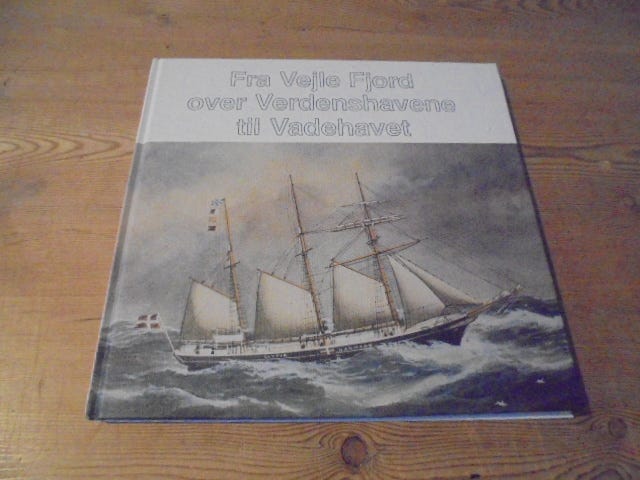 Fra Vejle Fjord
over Verdenshavene
til Vadehavet